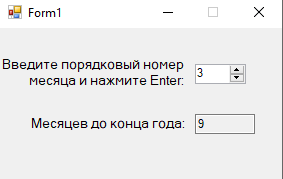 Form1
Введите порядковый номер
месяца и нажмите Enter:
3
Месяцев до конца года:
9